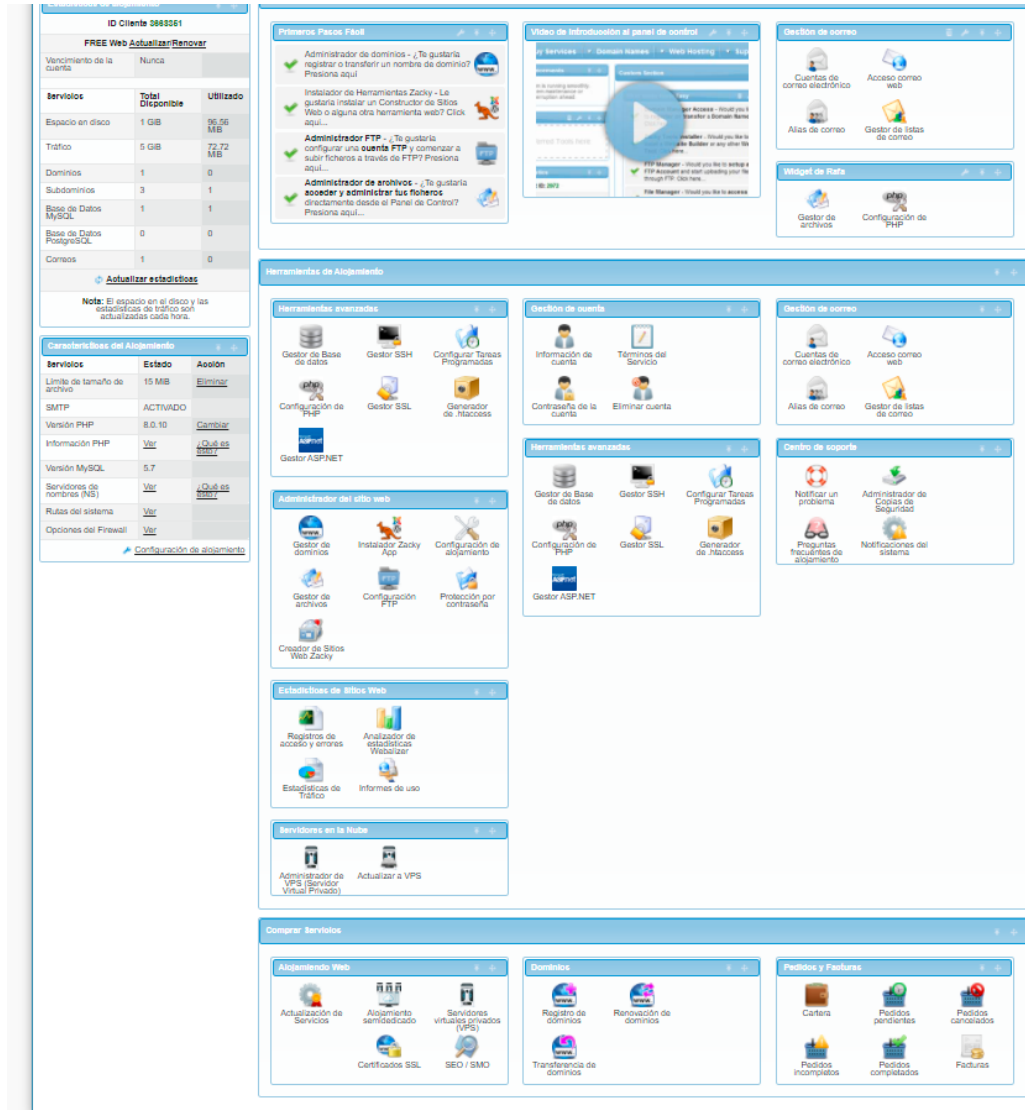 Estadísticas de alojamiento
ID Cliente 3663351
FREE Web Actualizar/Renovar
Vencimiento de la cuenta Nunca
Servicios Total Disponible Utilizado
Espacio en disco 1 GiB 96.56 MiB
Tráfico 5 GiB 72.72 MiB
Dominios 1 0
Subdominios 3 1
Base de Datos MySQL 1 1
Base de Datos PostgreSQL 0 0
Correos 1 0
Actualizar estadísticas
Nota: El espacio en el disco y las
estadísticas de tráfico son
actualizadas cada hora.
Características del Alojamiento
Servicios Estado Acción
Límite de tamaño de archivo 15 MIB Eliminar
SMTP ACTIVADO
Versión PHP 8.0.10 Cambiar
Información PHP Ver ¿Qué es esto?
Versión MySQL 5.7
Servidores de nombres (NS) Ver ¿Qué es esto?
Rutas del sistema Ver
Opciones del Firewall Ver
Configuración de alojamiento
Primeros Pasos Fácil
Administrador de dominios - ¿Te gustaría
registrar o transferir un nombre de dominio?
Presiona aquí
Instalador de Herramientas Zacky - Le
gustaría instalar un Constructor de Sitios
Web o alguna otra herramienta web? Click
aquí...
Administrador FTP - ¿Te gustaría
configurar una cuenta FTP y comenzar a
subir ficheros a través de FTP? Presiona
aquí...
Administrador de archivos - ¿Te gustaría
acceder y administrar tus ficheros
directamente desde el Panel de Control?
Presiona aquí...
Video de introducción al panel de control
Services Domain Names Web Hosting
Gestión de correo
Cuentas de correo electrónico
Acceso correo web
Alias de correo
Gestor de listas de correo
Widget de Rafa
Gestor de archivos
Configuración de PHP
Herramientas de Alojamiento
Herramientas avanzadas
Gestor de Base de datos
Gestor SSH
Configurar Tareas Programadas
Configuración de PHP
Gestor SSL
Generador de .htaccess
Gestor ASP.NET
Gestión de cuenta
Información de cuenta
Términos del Servicio
Contraseña de la cuenta
Eliminar cuenta
Gestión de correo
Cuentas de correo electrónico
Acceso correo web
Alias de correo
Gestor de listas de correo
Administrador del sitio web
Gestor de dominios
Instalador Zacky App
Configuración de alojamiento
Gestor de archivos
Configuración FTP
Protección por contraseña
Creador de Sitios Web Zacky
Herramientas avanzadas
Gestor de Base de datos
Gestor SSH
Configurar Tareas Programadas
Configuración de PHP
Gestor SSL
Generador de .htaccess
Gestor ASP.NET
Centro de soporte
Notificar un problema
Administrador de Copias de Seguridad
Preguntas frecuentes de alojamiento
Notificaciones del sistema
Estadísticas de Sitios Web
Registros de acceso y errores
Analizador de estadísticas Webalizer
Estadísticas de Tráfico
Informes de uso
Servidores en la Nube
Administrador de VPS (Servidor Virtual Privado)
Actualizar a VPS
Comprar Servicios
Alojamiendo Web
Actualización de Servicios
Alojamiento semidedicado
Servidores virtuales privados (VPS)
Certificados SSL
SEO / SMO
Dominios
Registro de dominios
Renovación de dominios
Transferencia de dominios
Pedidos y Facturas
Cartera
Pedidos pendientes
Pedidos cancelados
Pedidos incompletos
Pedidos completados
Facturas